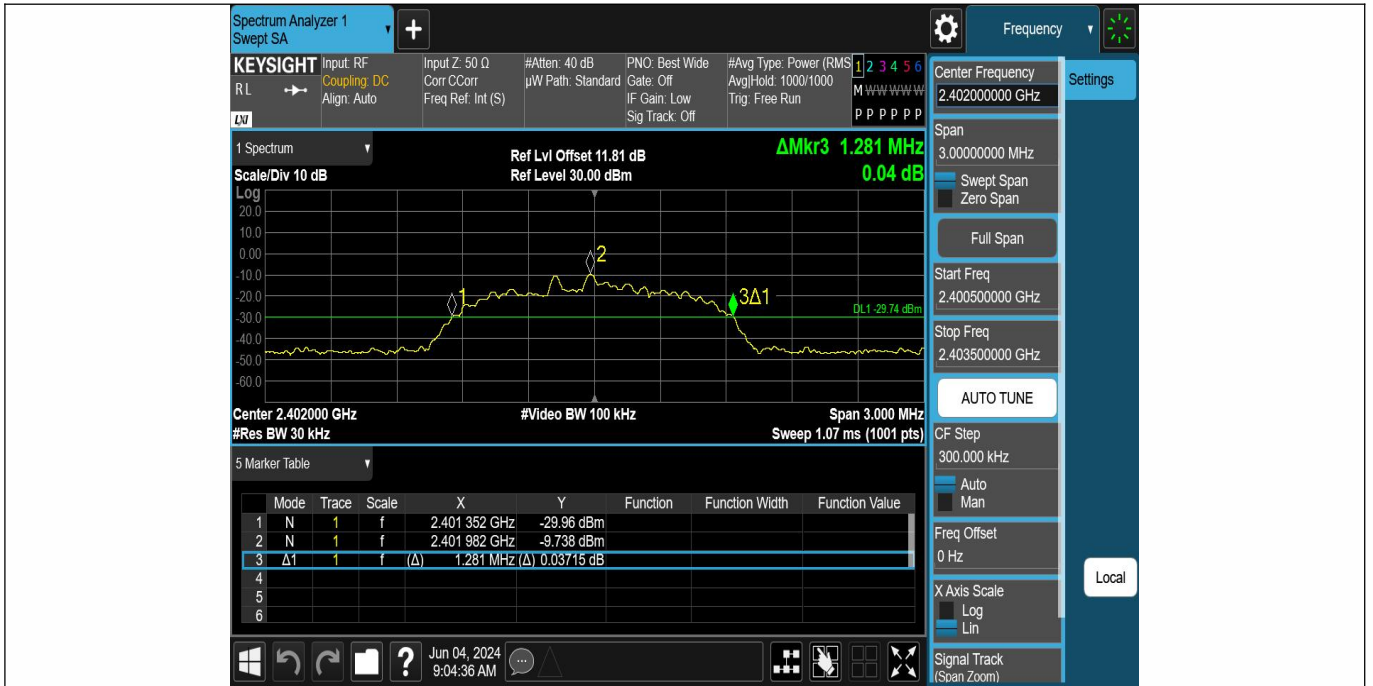 Spectrum Analyzer 1
Swept SA
+
Frequency
KEYSIGHT
RL
LXI
Input: RF
Coupling: DC
Align: Auto
Input Z: 50 Ω
Corr CCorr
Freq Ref: Int (S)
#Atten: 40 dB
µW Path: Standard
PNO: Best Wide
Gate: Off
IF Gain: Low
Sig Track: Off
#Avg Type: Power (RMS
Avg|Hold: 1000/1000
Trig: Free Run
1 2 3 4 5 6
M W W W W W
P P P P P P
1 Spectrum
Scale/Div 10 dB
Ref Lvl Offset 11.81 dB
Ref Level 30.00 dBm
ΔMkr3 1.281 MHz
0.04 dB
Log
20.0
10.0
0.00
-10.0
-20.0
-30.0
-40.0
-50.0
-60.0
1
2
3Δ1
DL1 -29.74 dBm
Center 2.402000 GHz
#Video BW 100 kHz
Span 3.000 MHz
#Res BW 30 kHz
Sweep 1.07 ms (1001 pts)
5 Marker Table
Mode Trace Scale X Y Function Function Width Function Value
1 N 1 f 2.401 352 GHz -29.96 dBm
2 N 1 f 2.401 982 GHz -9.738 dBm
3 Δ1 1 f (Δ) 1.281 MHz (Δ) 0.03715 dB
4
5
6
?
Jun 04, 2024
9:04:36 AM
Center Frequency
2.402000000 GHz
Settings
Span
3.00000000 MHz
Swept Span
Zero Span
Full Span
Start Freq
2.400500000 GHz
Stop Freq
2.403500000 GHz
AUTO TUNE
CF Step
300.000 kHz
Auto
Man
Freq Offset
0 Hz
Local
X Axis Scale
Log
Lin
Signal Track
(Span Zoom)